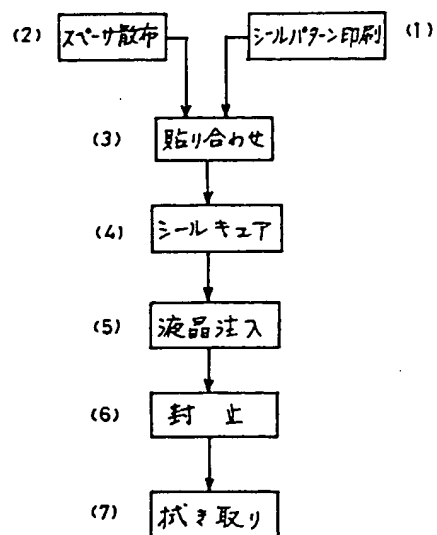 (2) スペーサ散布 シールパターン印刷 (1)
(3) 貼り合わせ
(4) シールキュア
(5) 液晶注入
(6) 封止
(7) 拭き取り